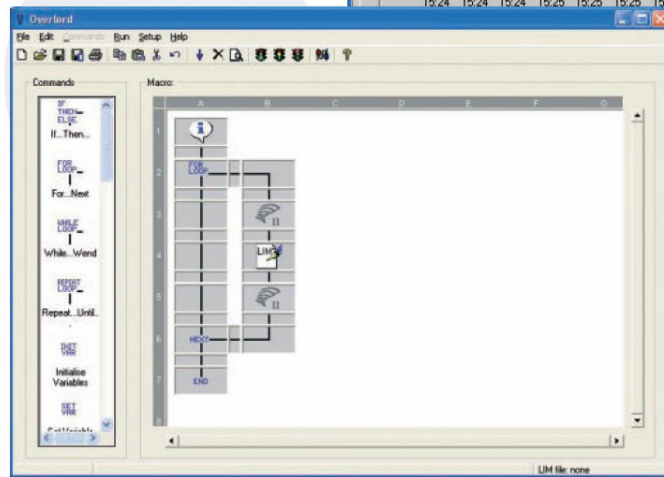 15:24 15:24 15:24 15:25 15:25 15:25
Overlord
File Edit Commands Run Setup Help
Commands
Macro:
IF
THEN
ELSE
If...Then...
FOR
LOOP
For...Next
WHILE
LOOP
While...Wend
REPEAT
LOOP
Repeat...Until..
INIT
VAR
Initialise
Variables
SET
VAR
A B C D E F
1
2 FOR
LOOP
3 II
4 LIM
5 II
6 NEXT
7 END
8
LIM file: none